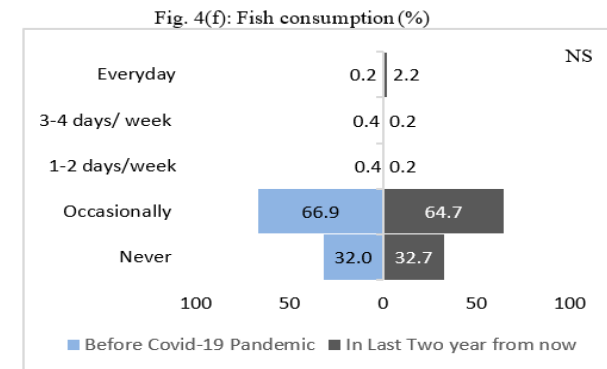 Fig. 4(f): Fish consumption (%)
NS
Everyday 0.2 2.2
3-4 days/ week 0.4 0.2
1-2 days/week 0.4 0.2
Occasionally 66.9 64.7
Never 32.0 32.7
100 50 0 50 100
Before Covid-19 Pandemic In Last Two year from now